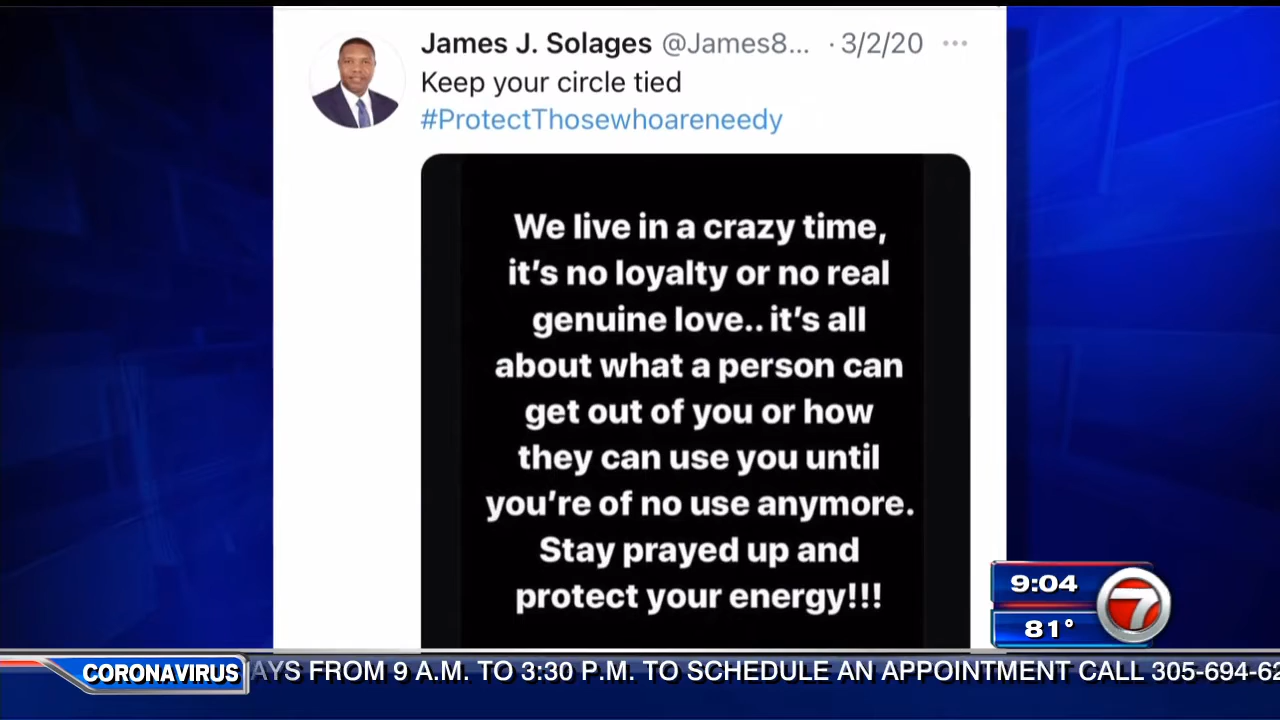 James J. Solages @James8... · 3/2/20 ...
Keep your circle tied
#ProtectThosewhoareneedy
We live in a crazy time,
it's no loyalty or no real
genuine love.. it's all
about what a person can
get out of you or how
they can use you until
you're of no use anymore.
Stay prayed up and
protect your energy!!!
9:04
7
81°
CORONAVIRUS
AYS FROM 9 A.M. TO 3:30 P.M. TO SCHEDULE AN APPOINTMENT CALL 305-694-62